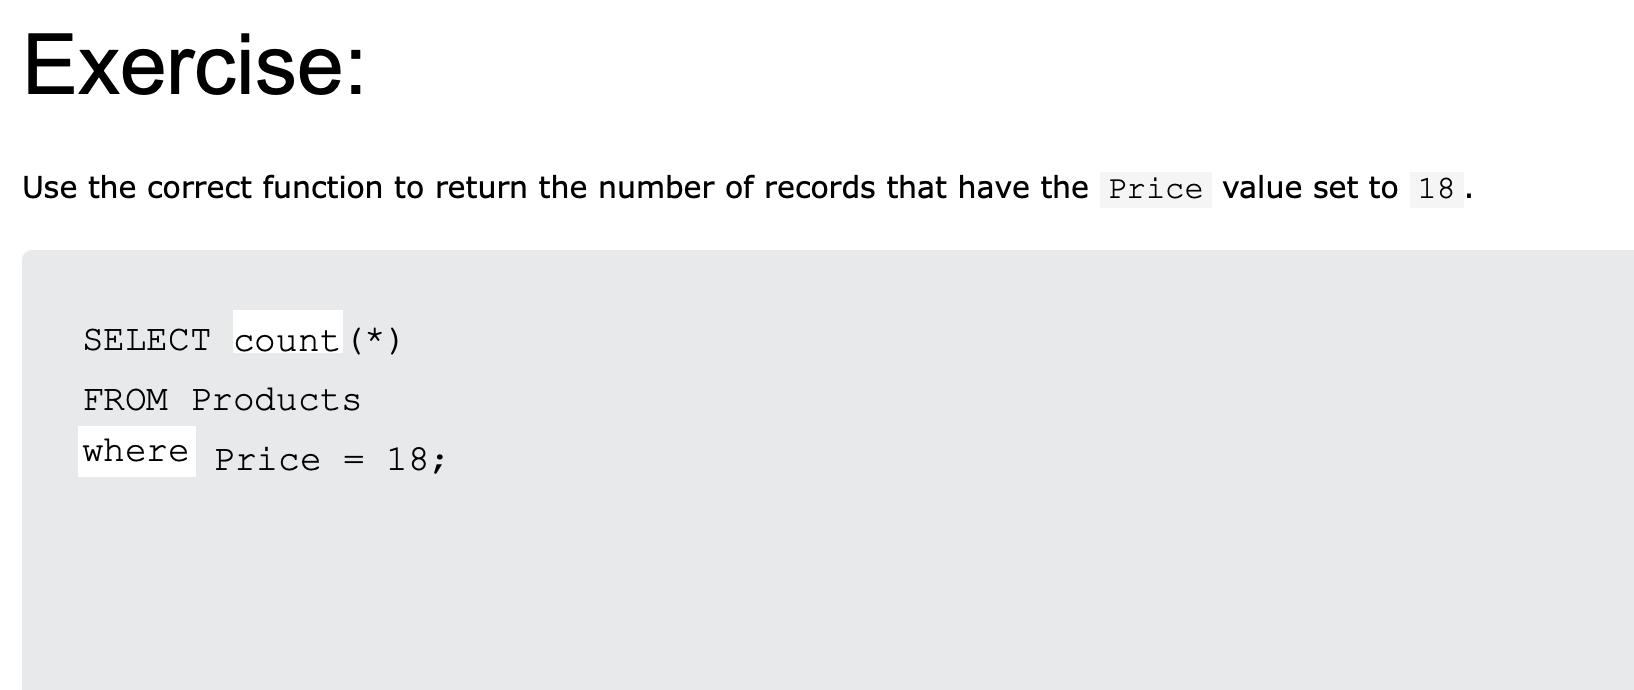 Exercise:
Use the correct function to return the number of records that have the Price value set to 18.
SELECT count(*)
FROM Products
where Price = 18;